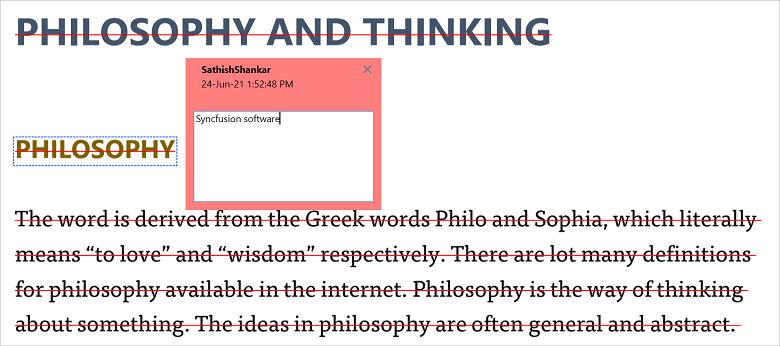 PHILOSOPHY AND THINKING
SathishShankar
24-Jun-21 1:52:48 PM
Syncfusion software
PHILOSOPHY
The word is derived from the Greek words Philo and Sophia, which literally
means “to love” and “wisdom” respectively. There are lot many definitions
for philosophy available in the internet. Philosophy is the way of thinking
about something. The ideas in philosophy are often general and abstract.